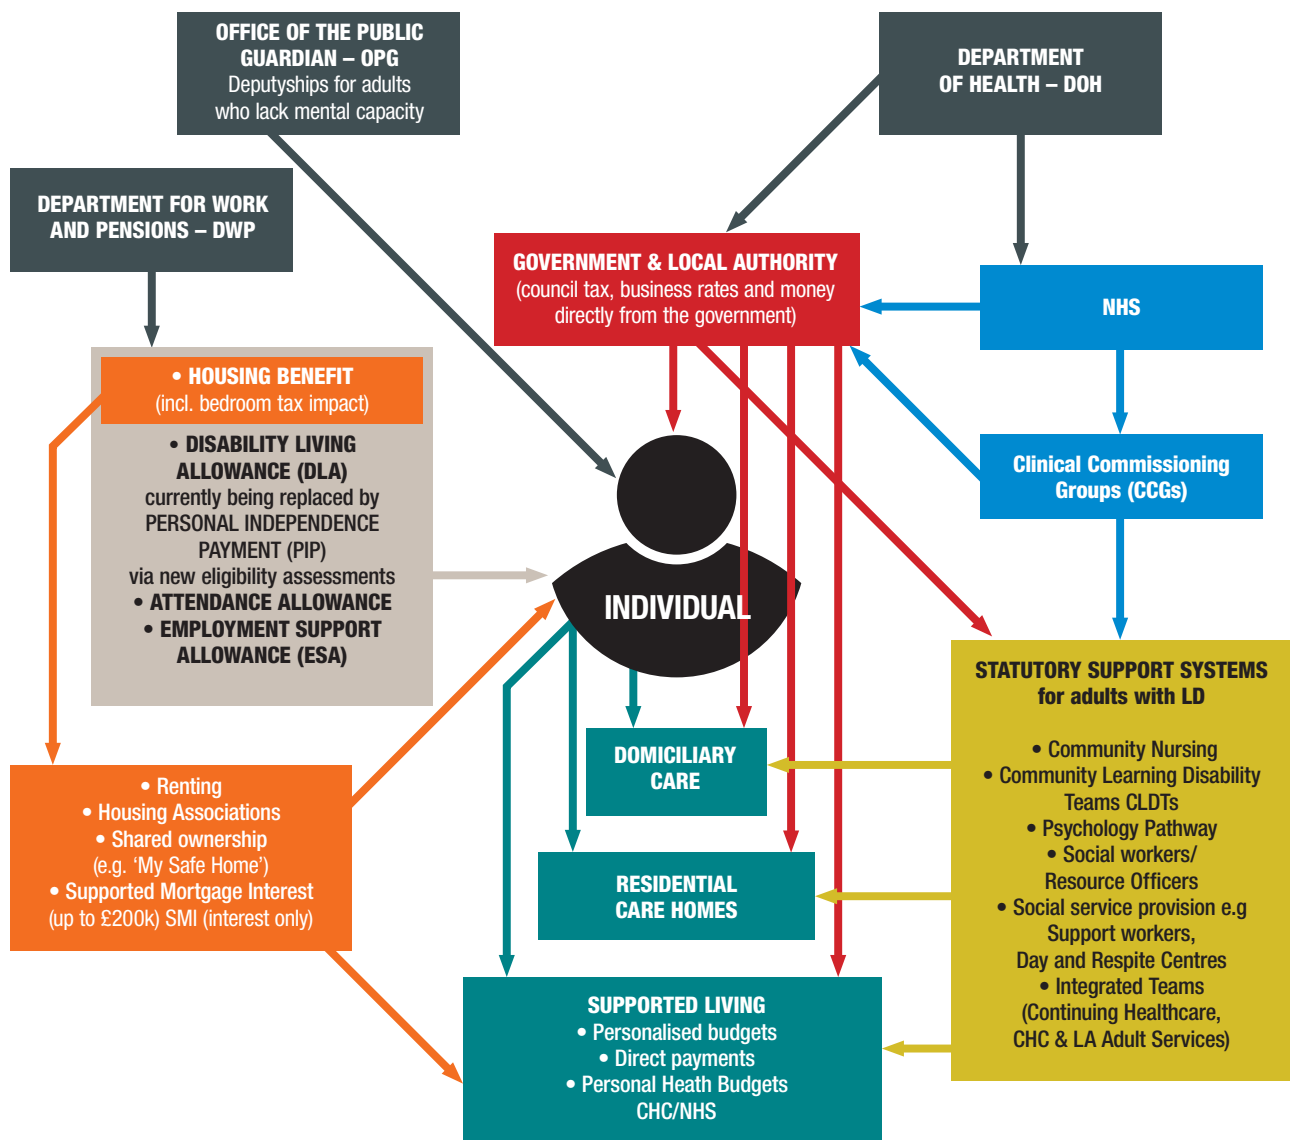 OFFICE OF THE PUBLIC
GUARDIAN – OPG
Deputyships for adults
who lack mental capacity
DEPARTMENT
OF HEALTH – DOH
DEPARTMENT FOR WORK
AND PENSIONS – DWP
GOVERNMENT & LOCAL AUTHORITY
(council tax, business rates and money
directly from the government)
NHS
• HOUSING BENEFIT
(incl. bedroom tax impact)
• DISABILITY LIVING
ALLOWANCE (DLA)
currently being replaced by
PERSONAL INDEPENDENCE
PAYMENT (PIP)
via new eligibility assessments
• ATTENDANCE ALLOWANCE
• EMPLOYMENT SUPPORT
ALLOWANCE (ESA)
Clinical Commissioning
Groups (CCGs)
INDIVIDUAL
STATUTORY SUPPORT SYSTEMS
for adults with LD
• Community Nursing
• Community Learning Disability
Teams CLDTs
• Psychology Pathway
• Social workers/
Resource Officers
• Social service provision e.g
Support workers,
Day and Respite Centres
• Integrated Teams
(Continuing Healthcare,
CHC & LA Adult Services)
• Renting
• Housing Associations
• Shared ownership
(e.g. ‘My Safe Home’)
• Supported Mortgage Interest
(up to £200k) SMI (interest only)
DOMICILIARY
CARE
RESIDENTIAL
CARE HOMES
SUPPORTED LIVING
• Personalised budgets
• Direct payments
• Personal Heath Budgets
CHC/NHS